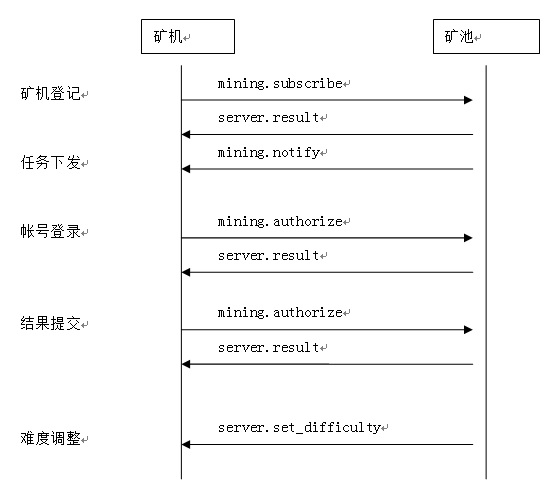 矿机
矿池
矿机登记
mining.subscribe
server.result
任务下发
mining.notify
帐号登录
mining.authorize
server.result
结果提交
mining.authorize
server.result
难度调整
server.set_difficulty